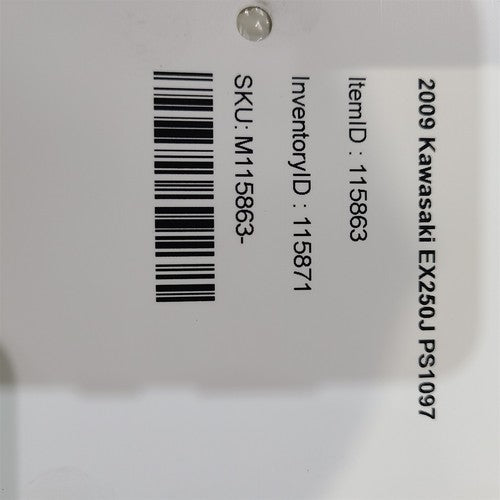 2009 Kawasaki EX250J PS1097
ItemID : 115863
InventoryID : 115871
SKU: M115863-